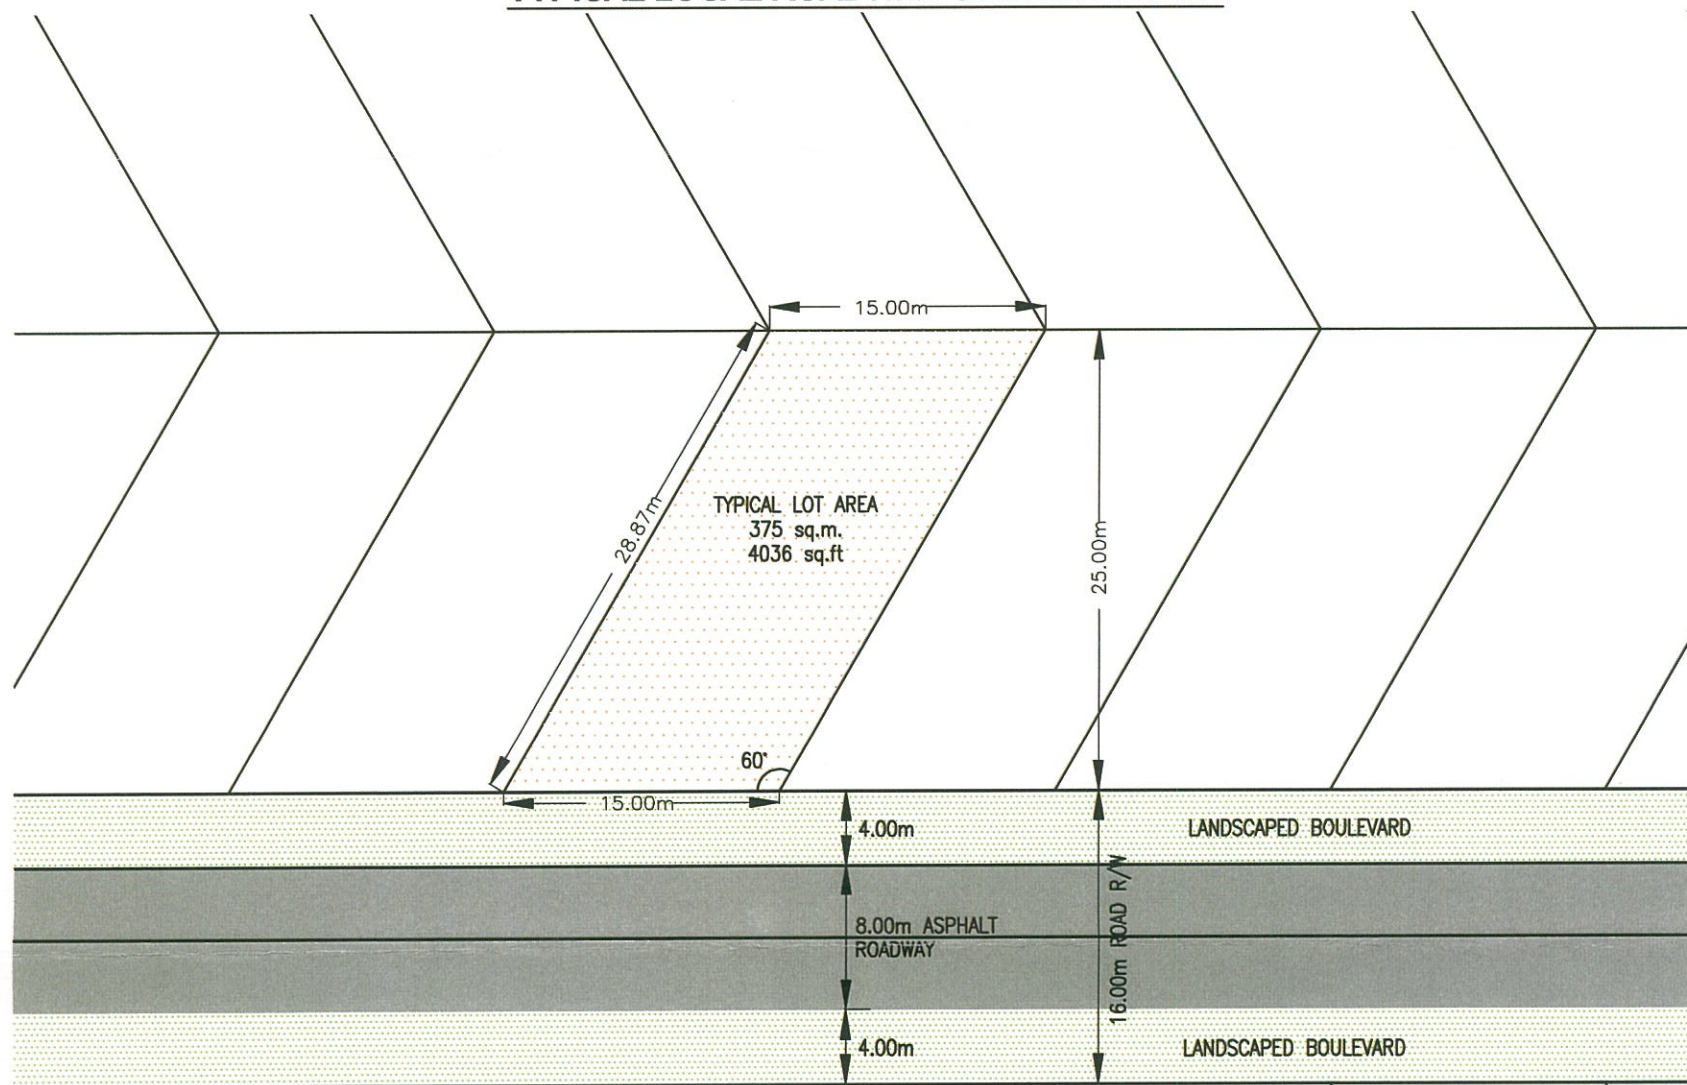 15.00m
28.87m
TYPICAL LOT AREA
375 sq.m.
4036 sq.ft
25.00m
60°
15.00m
4.00m
LANDSCAPED BOULEVARD
8.00m ASPHALT
ROADWAY
16.00m ROAD R/W
4.00m
LANDSCAPED BOULEVARD